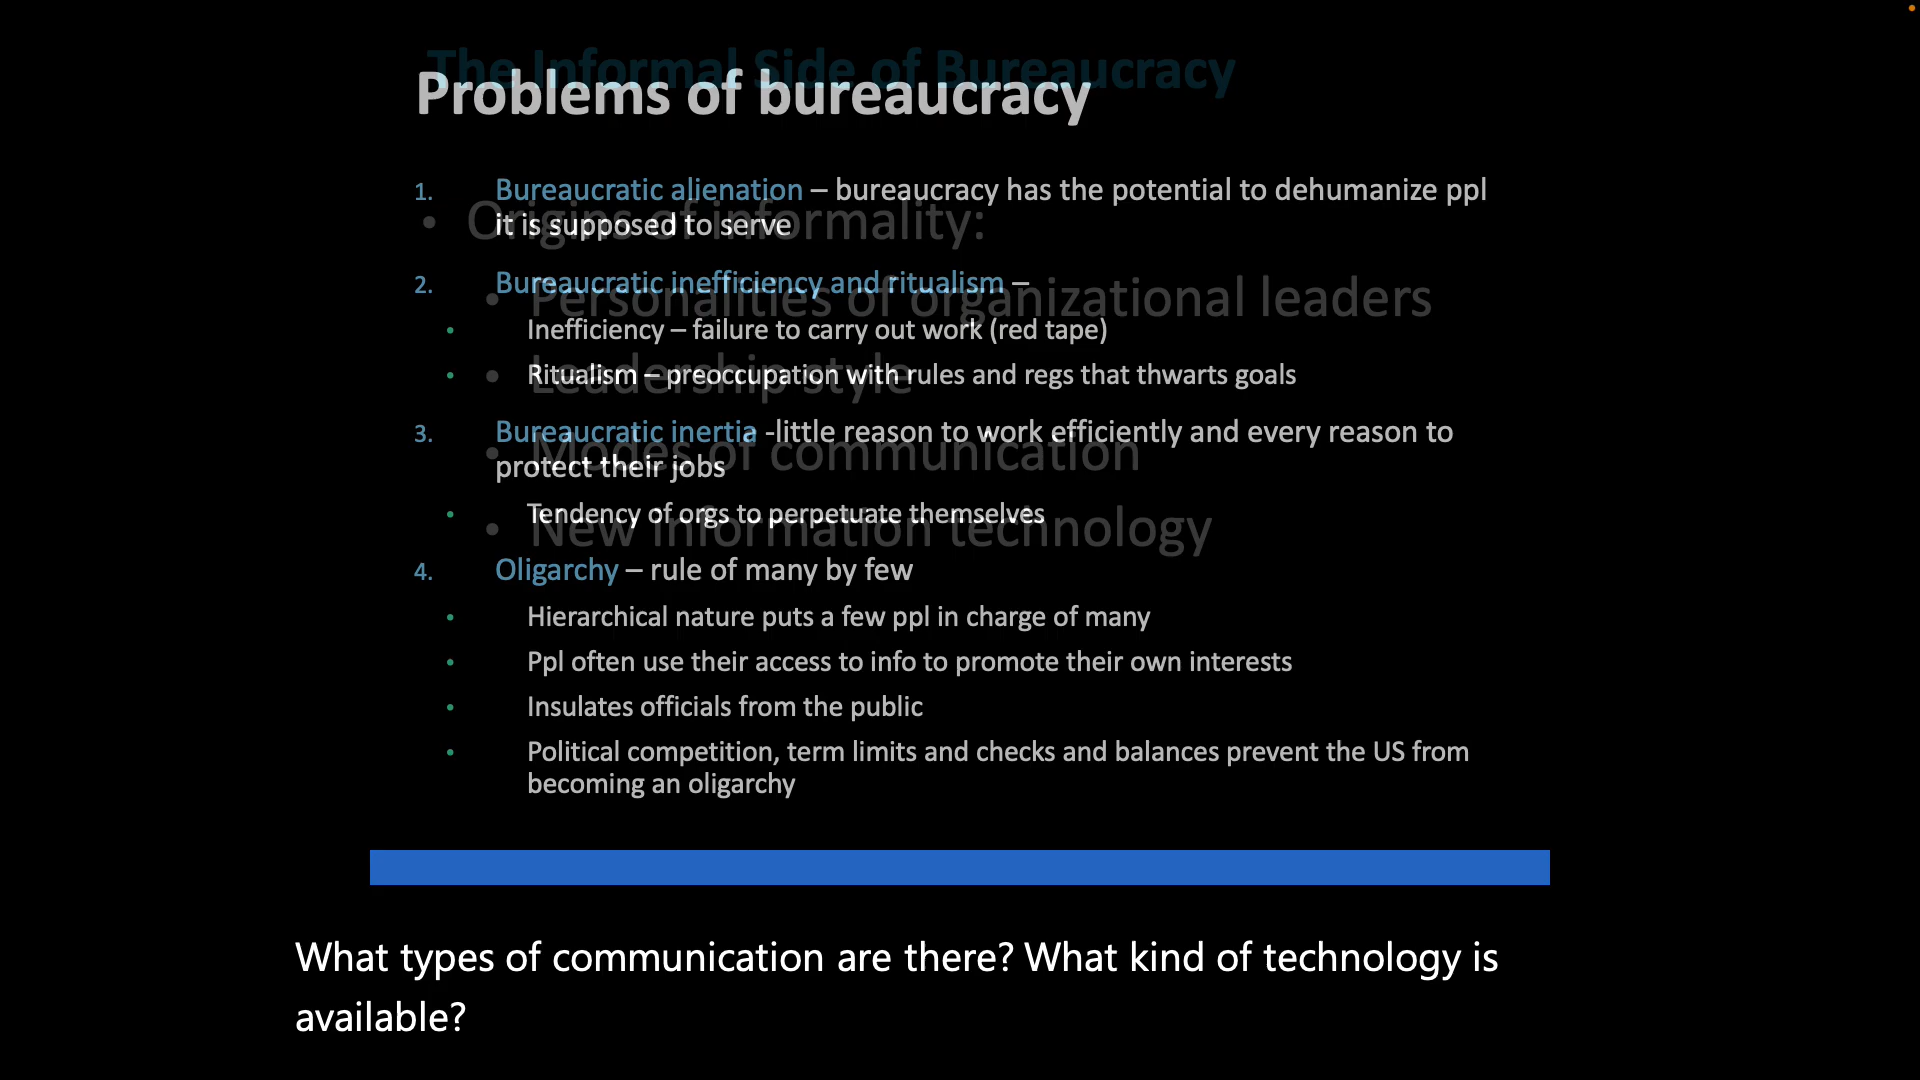 The Informal Side of Bureaucracy
Problems of bureaucracy
1. Bureaucratic alienation – bureaucracy has the potential to dehumanize ppl
it is supposed to serve
• Origins of informality:
2. Bureaucratic inefficiency and ritualism –
• Personalities of organizational leaders
• Inefficiency – failure to carry out work (red tape)
• Leadership style
• Ritualism – preoccupation with rules and regs that thwarts goals
3. Bureaucratic inertia -little reason to work efficiently and every reason to
protect their jobs
• Modes of communication
• Tendency of orgs to perpetuate themselves
• New information technology
4. Oligarchy – rule of many by few
• Hierarchical nature puts a few ppl in charge of many
• Ppl often use their access to info to promote their own interests
• Insulates officials from the public
• Political competition, term limits and checks and balances prevent the US from
becoming an oligarchy
What types of communication are there? What kind of technology is
available?